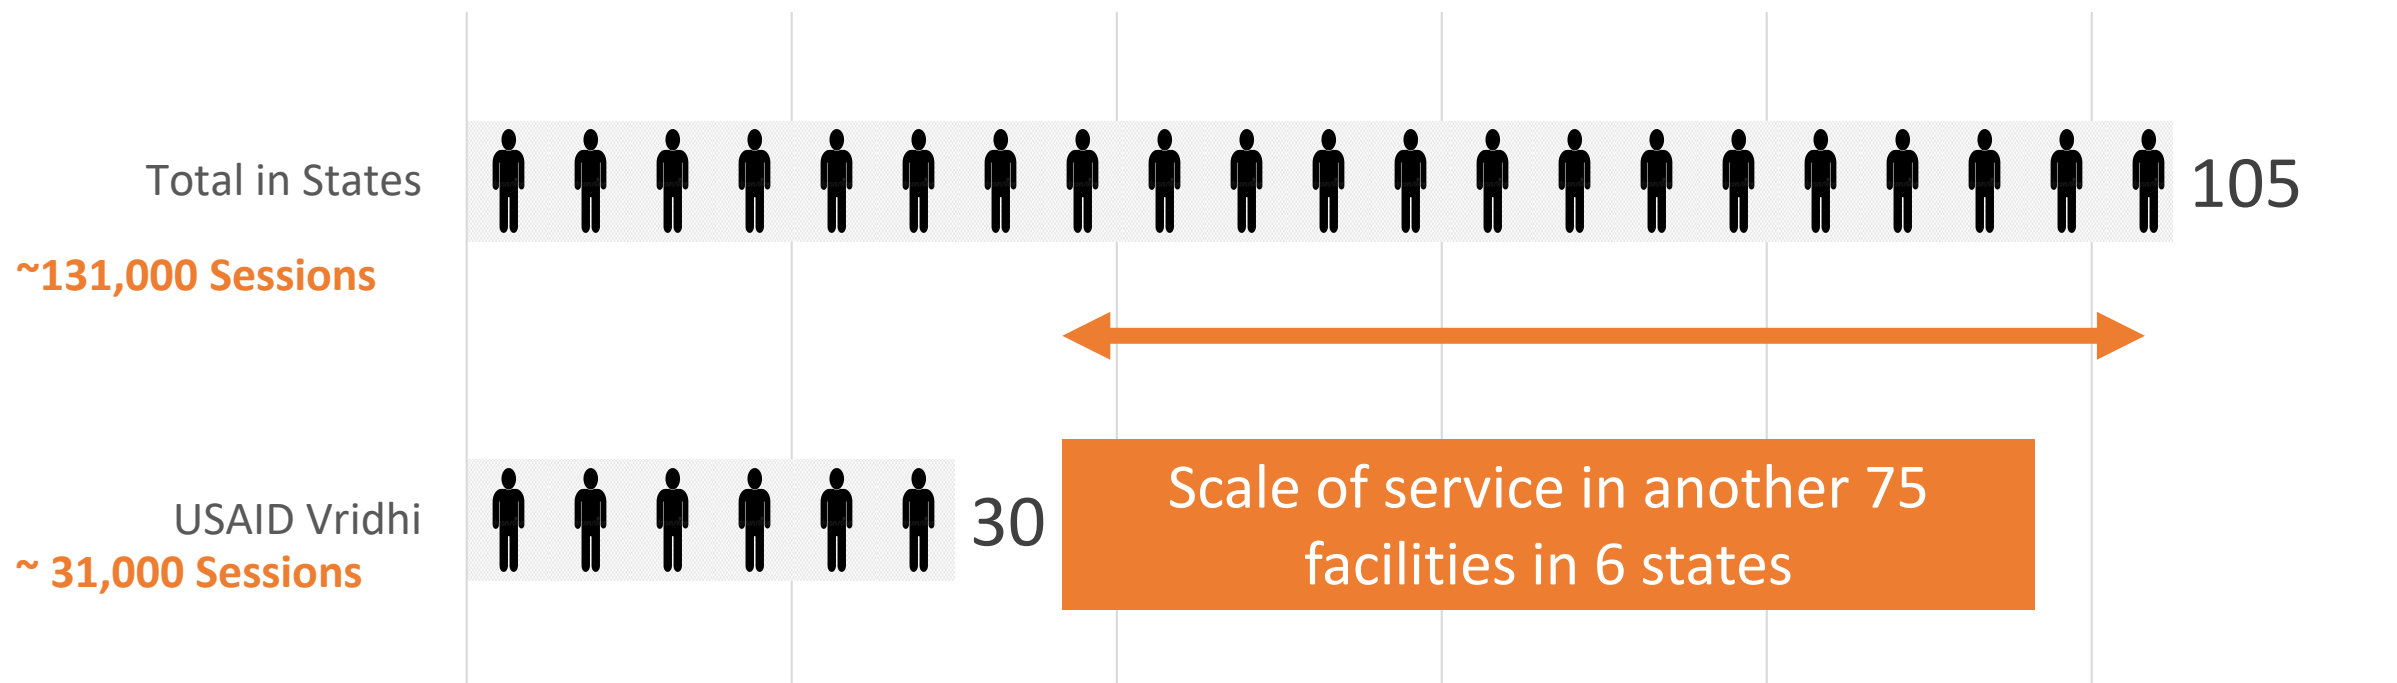 Total in States
105
~131,000 Sessions
USAID Vridhi
30
~ 31,000 Sessions
Scale of service in another 75
facilities in 6 states